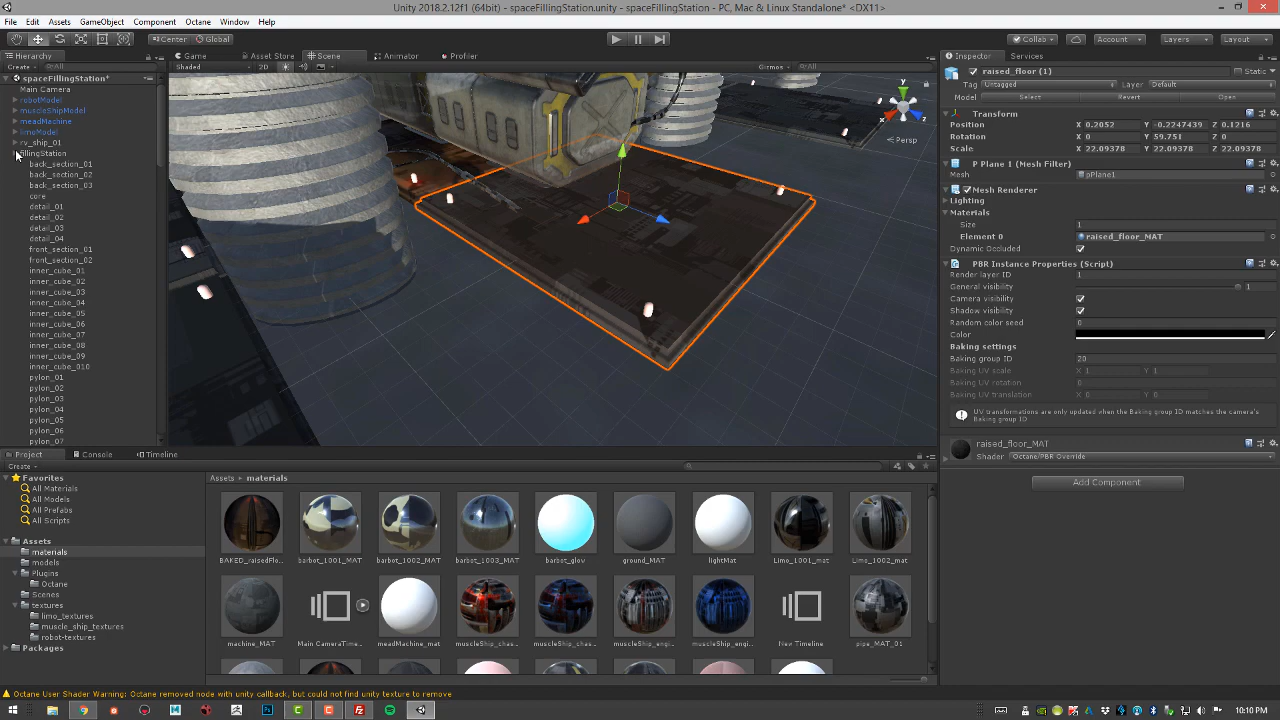 Unity 2018.2.12f1 (64bit) - spaceFillingStation.unity - spaceFillingStation - PC, Mac & Linux Standalone* <DX11>
File Edit Assets GameObject Component Octane Window Help
Center Global Collab Account Layers Layout
Hierarchy Game Asset Store Scene Animator Profiler Inspector Services
Create All Shaded 2D Gizmos All
spaceFillingStation*
Main Camera
robotModel
muscleShipModel
meadMachine
limoModel
rv_ship_01
fillingStation
back_section_01
back_section_02
back_section_03
core
detail_01
detail_02
detail_03
detail_04
front_section_01
front_section_02
inner_cube_01
inner_cube_02
inner_cube_03
inner_cube_04
inner_cube_05
inner_cube_06
inner_cube_07
inner_cube_08
inner_cube_09
inner_cube_010
pylon_01
pylon_02
pylon_03
pylon_04
pylon_05
pylon_06
pylon_07
y
x
z
Persp
raised_floor (1) Static
Tag Untagged Layer Default
Model Select Revert Open
Transform
Position X 0.2052 Y -0.2247439 Z 0.1216
Rotation X 0 Y 59.751 Z 0
Scale X 22.09378 Y 22.09378 Z 22.09378
P Plane 1 (Mesh Filter)
Mesh pPlane1
Mesh Renderer
Lighting
Materials
Size 1
Element 0 raised_floor_MAT
Dynamic Occluded
PBR Instance Properties (Script)
Render layer ID 1
General visibility 1
Camera visibility
Shadow visibility
Random color seed 0
Color
Baking settings
Baking group ID 20
Baking UV scale X 1 Y 1
Baking UV rotation 0
Baking UV translation X 0 Y 0
UV transformations are only updated when the Baking group ID matches the camera's
Baking group ID
raised_floor_MAT
Shader Octane/PBR Override
Add Component
Project Console Timeline
Create
Favorites
All Materials
All Models
All Prefabs
All Scripts
Assets
materials
models
Plugins
Octane
Scenes
textures
limo_textures
muscle_ship_textures
robot-textures
Packages
Assets materials
BAKED_raisedFlo... barbot_1001_MAT barbot_1002_MAT barbot_1003_MAT barbot_glow ground_MAT lightMat Limo_1001_mat Limo_1002_mat
machine_MAT Main CameraTime... meadMachine_mat muscleShip_chas... muscleShip_chas... muscleShip_engi... muscleShip_engi... New Timeline pipe_MAT_01
Octane User Shader Warning: Octane removed node with unity callback, but could not find unity texture to remove
10:10 PM